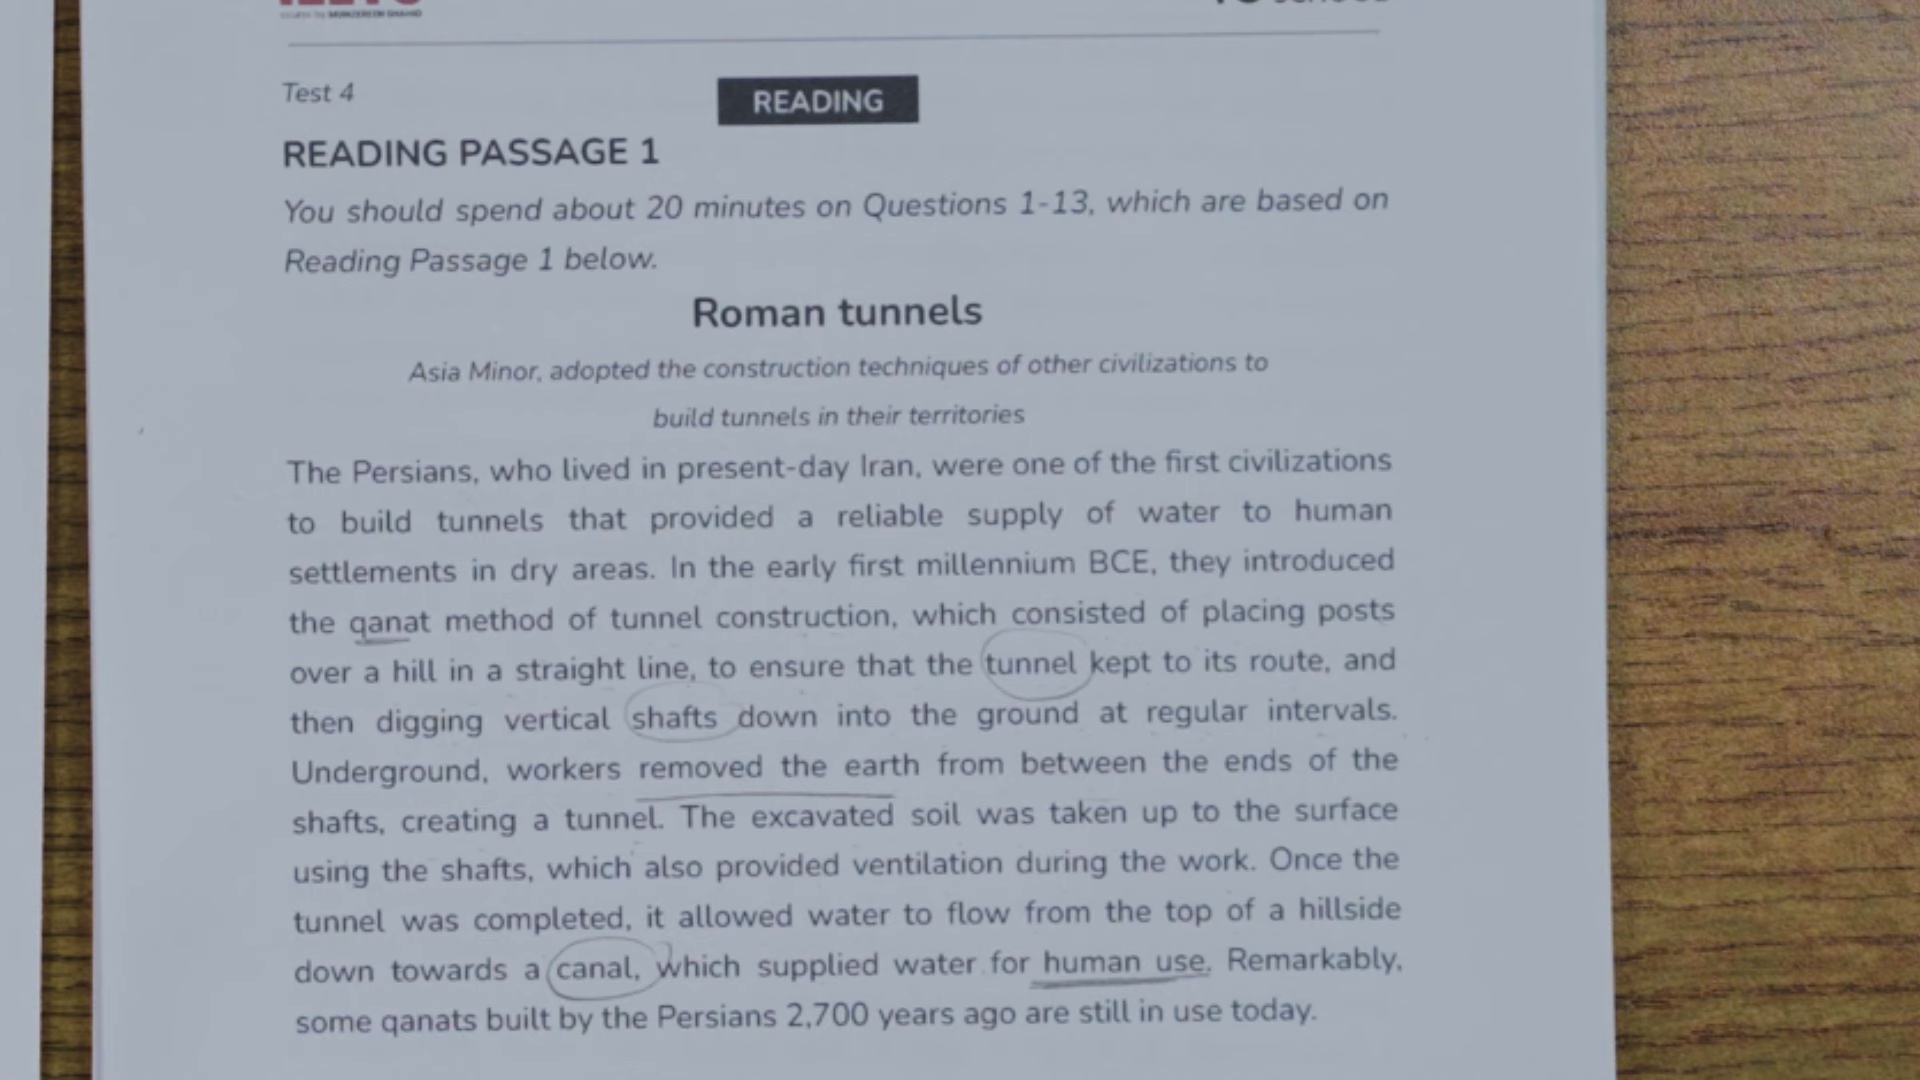 Test 4
READING
READING PASSAGE 1
You should spend about 20 minutes on Questions 1-13, which are based on
Reading Passage 1 below.
Roman tunnels
Asia Minor, adopted the construction techniques of other civilizations to
build tunnels in their territories
The Persians, who lived in present-day Iran, were one of the first civilizations
to build tunnels that provided a reliable supply of water to human
settlements in dry areas. In the early first millennium BCE, they introduced
the qanat method of tunnel construction, which consisted of placing posts
over a hill in a straight line, to ensure that the tunnel kept to its route, and
then digging vertical shafts down into the ground at regular intervals.
Underground, workers removed the earth from between the ends of the
shafts, creating a tunnel. The excavated soil was taken up to the surface
using the shafts, which also provided ventilation during the work. Once the
tunnel was completed, it allowed water to flow from the top of a hillside
down towards a canal, which supplied water for human use. Remarkably,
some qanats built by the Persians 2,700 years ago are still in use today.